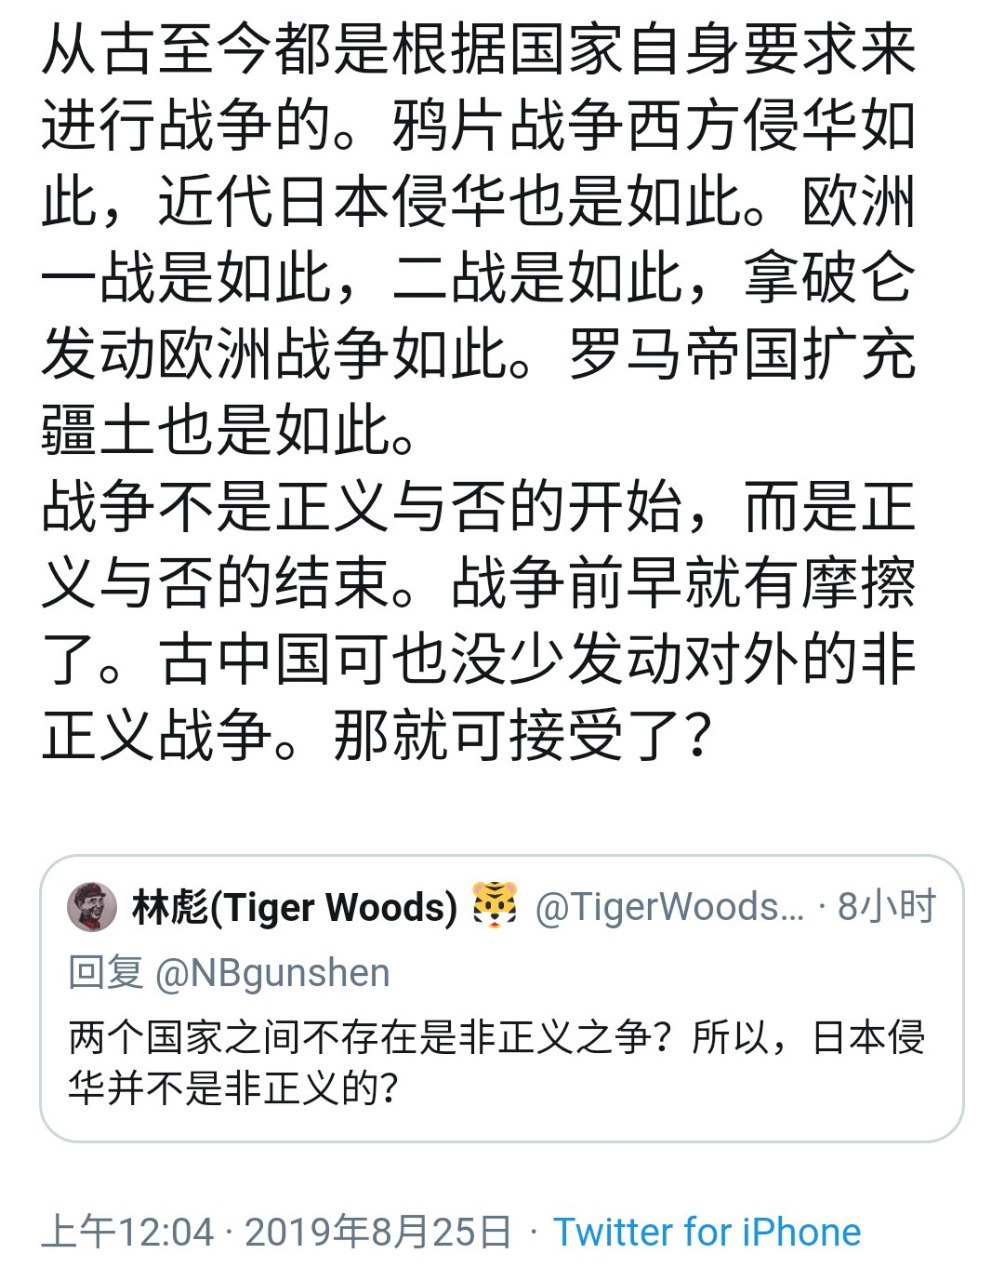 从古至今都是根据国家自身要求来
进行战争的。鸦片战争西方侵华如
此，近代日本侵华也是如此。欧洲
一战是如此，二战是如此，拿破仑
发动欧洲战争如此。罗马帝国扩充
疆土也是如此。
战争不是正义与否的开始，而是正
义与否的结束。战争前早就有摩擦
了。古中国可也没少发动对外的非
正义战争。那就可接受了？
林彪(Tiger Woods) 🐯 @TigerWoods... · 8小时
回复 @NBgunshen
两个国家之间不存在是非正义之争？所以，日本侵
华并不是非正义的？
上午12:04 · 2019年8月25日 · Twitter for iPhone